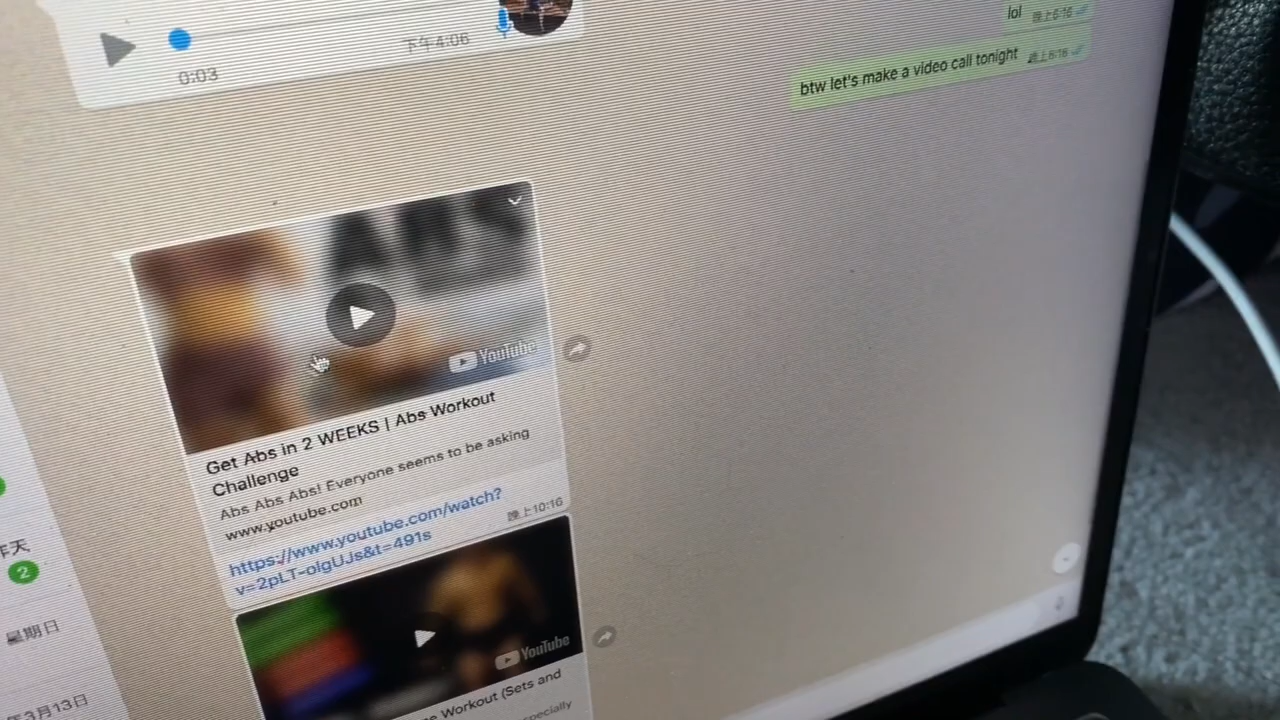 下午4:06
0:03
lol
晚上6:16
btw let's make a video call tonight
晚上6:16
ABS
YouTube
Get Abs in 2 WEEKS | Abs Workout
Challenge
Abs Abs Abs! Everyone seems to be asking
www.youtube.com
https://www.youtube.com/watch?
v=2pLT-olgUJs&t=491s
晚上10:16
YouTube
Workout (Sets and
昨天
2
星期日
年3月13日